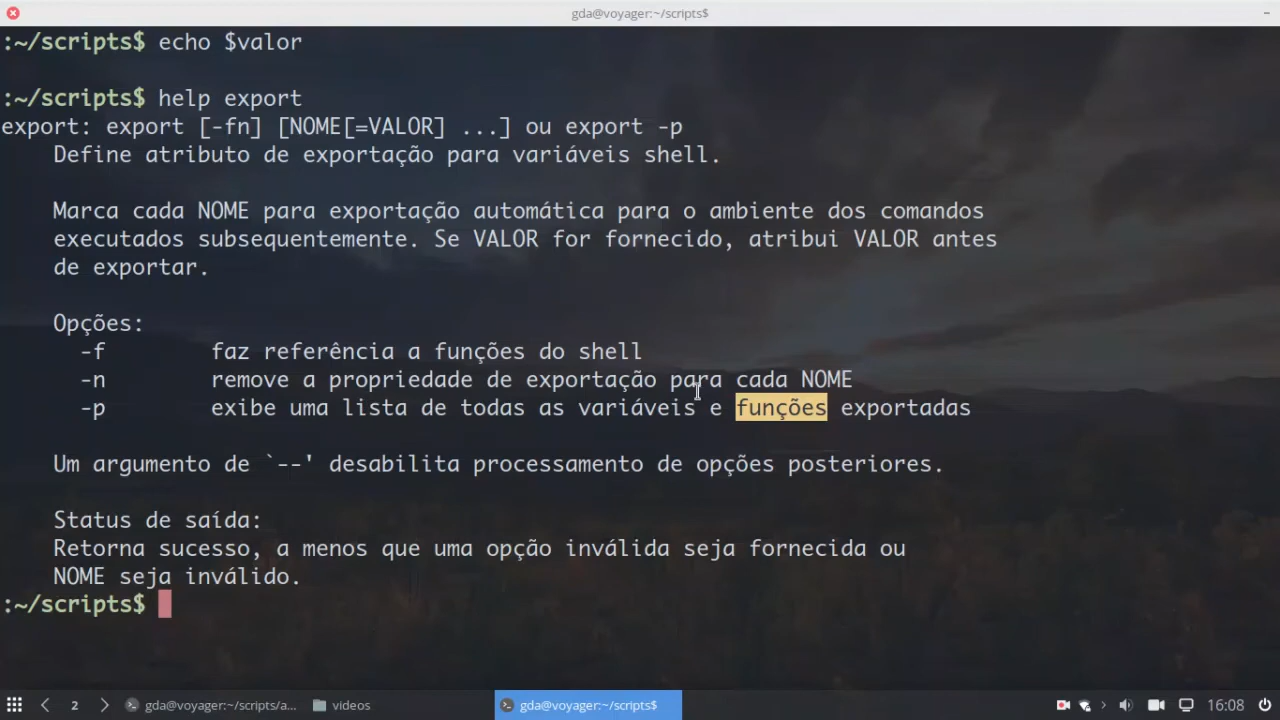 gda@voyager:~/scripts$
:~/scripts$ echo $valor
:~/scripts$ help export
export: export [-fn] [NOME[=VALOR] ...] ou export -p
Define atributo de exportação para variáveis shell.
Marca cada NOME para exportação automática para o ambiente dos comandos
executados subsequentemente. Se VALOR for fornecido, atribui VALOR antes
de exportar.
Opções:
-f faz referência a funções do shell
-n remove a propriedade de exportação para cada NOME
-p exibe uma lista de todas as variáveis e funções exportadas
Um argumento de `--' desabilita processamento de opções posteriores.
Status de saída:
Retorna sucesso, a menos que uma opção inválida seja fornecida ou
NOME seja inválido.
:~/scripts$
2 gda@voyager:~/scripts/a... videos gda@voyager:~/scripts$ 16:08